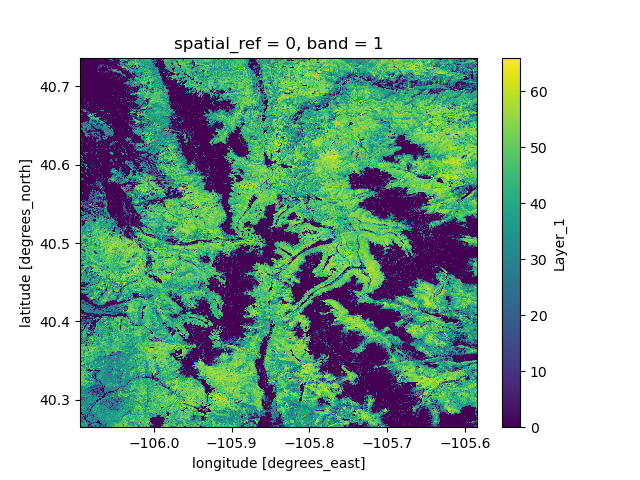 spatial_ref = 0, band = 1
40.7
40.6
40.5
40.4
40.3
latitude [degrees_north]
−106.0 −105.9 −105.8 −105.7 −105.6
longitude [degrees_east]
60
50
40
30
20
10
0
Layer_1